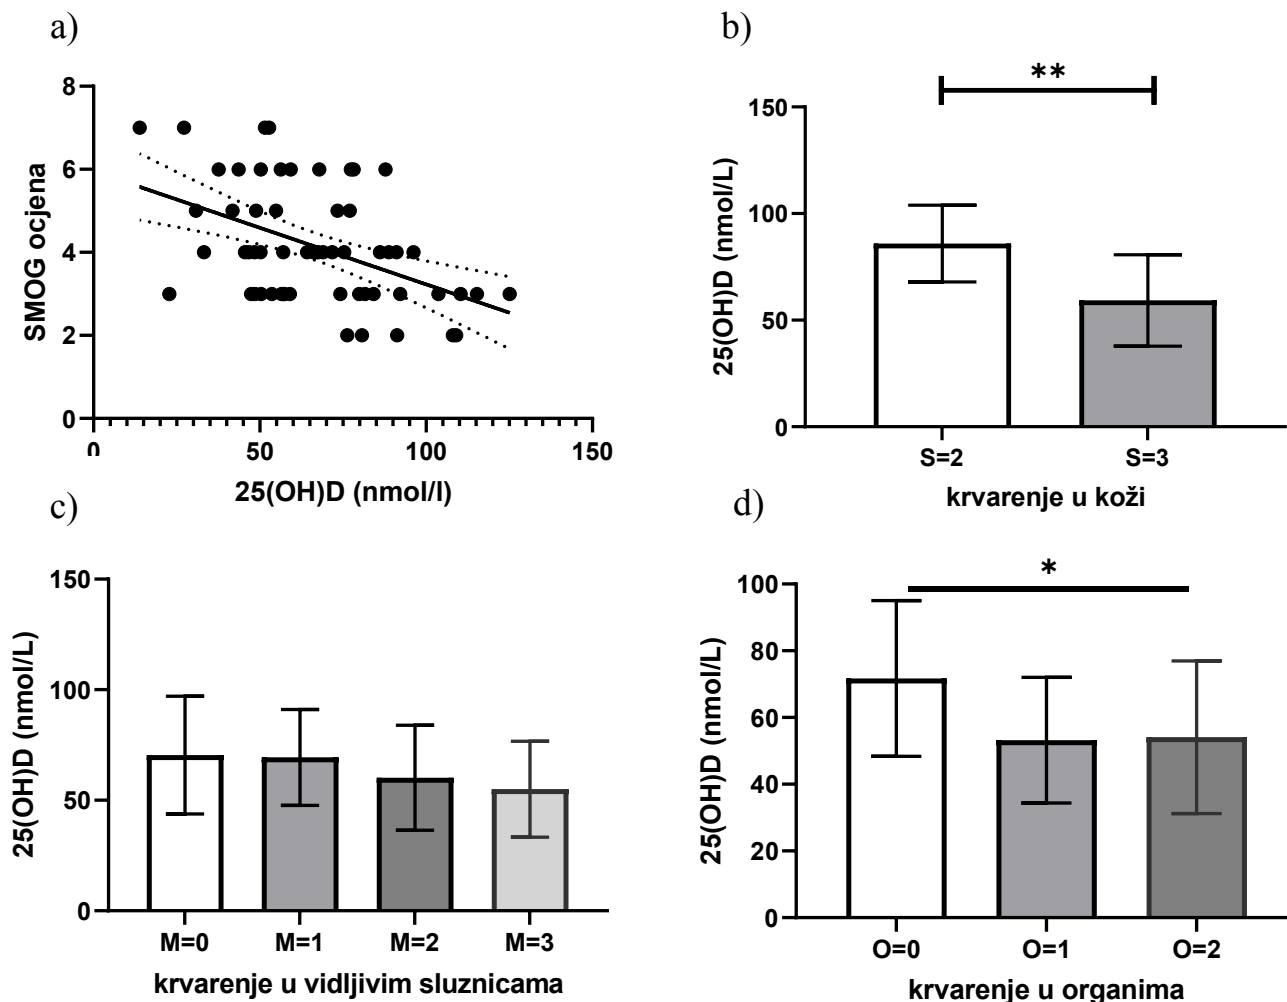 a)
SMOG ocjena
8
6
4
2
0
0 50 100 150
25(OH)D (nmol/l)
b)
**
25(OH)D (nmol/L)
150
100
50
0
S=2 S=3
krvarenje u koži
c)
25(OH)D (nmol/L)
150
100
50
0
M=0 M=1 M=2 M=3
krvarenje u vidljivim sluznicama
d)
*
25(OH)D (nmol/L)
100
80
60
40
20
0
O=0 O=1 O=2
krvarenje u organima